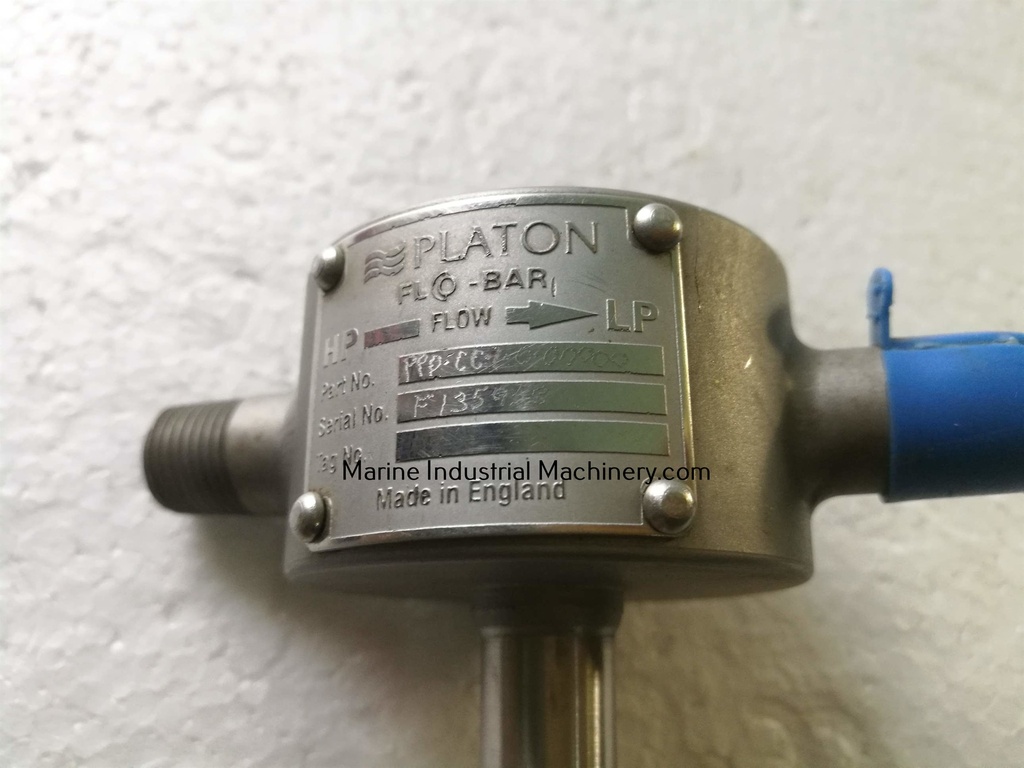 PLATON
FLO-BAR
HP FLOW LP
Part No.
Serial No. F1359
Tag No.
Marine Industrial Machinery.com
Made in England